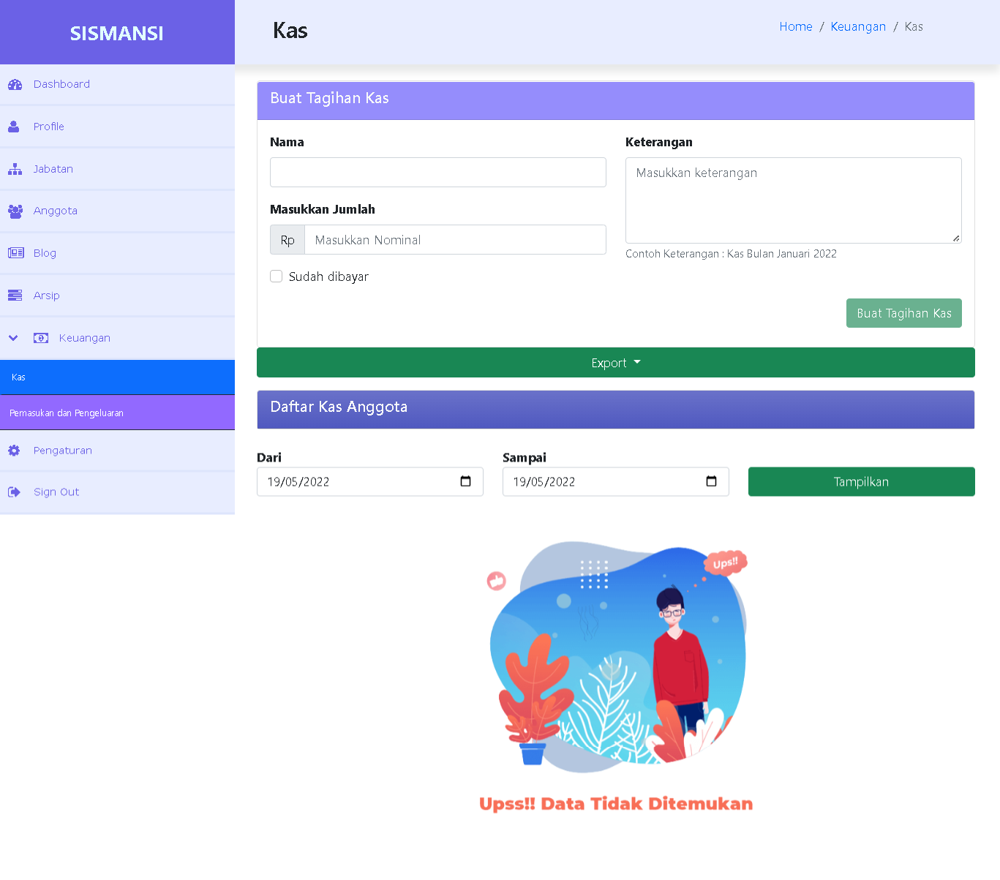 SISMANSI
Dashboard
Profile
Jabatan
Anggota
Blog
Arsip
Keuangan
Kas
Pemasukan dan Pengeluaran
Pengaturan
Sign Out
Kas
Home / Keuangan / Kas
Buat Tagihan Kas
Nama
Masukkan Jumlah
Rp Masukkan Nominal
Sudah dibayar
Keterangan
Masukkan keterangan
Contoh Keterangan : Kas Bulan Januari 2022
Buat Tagihan Kas
Export
Daftar Kas Anggota
Dari
19/05/2022
Sampai
19/05/2022
Tampilkan
Ups!!
Upss!! Data Tidak Ditemukan